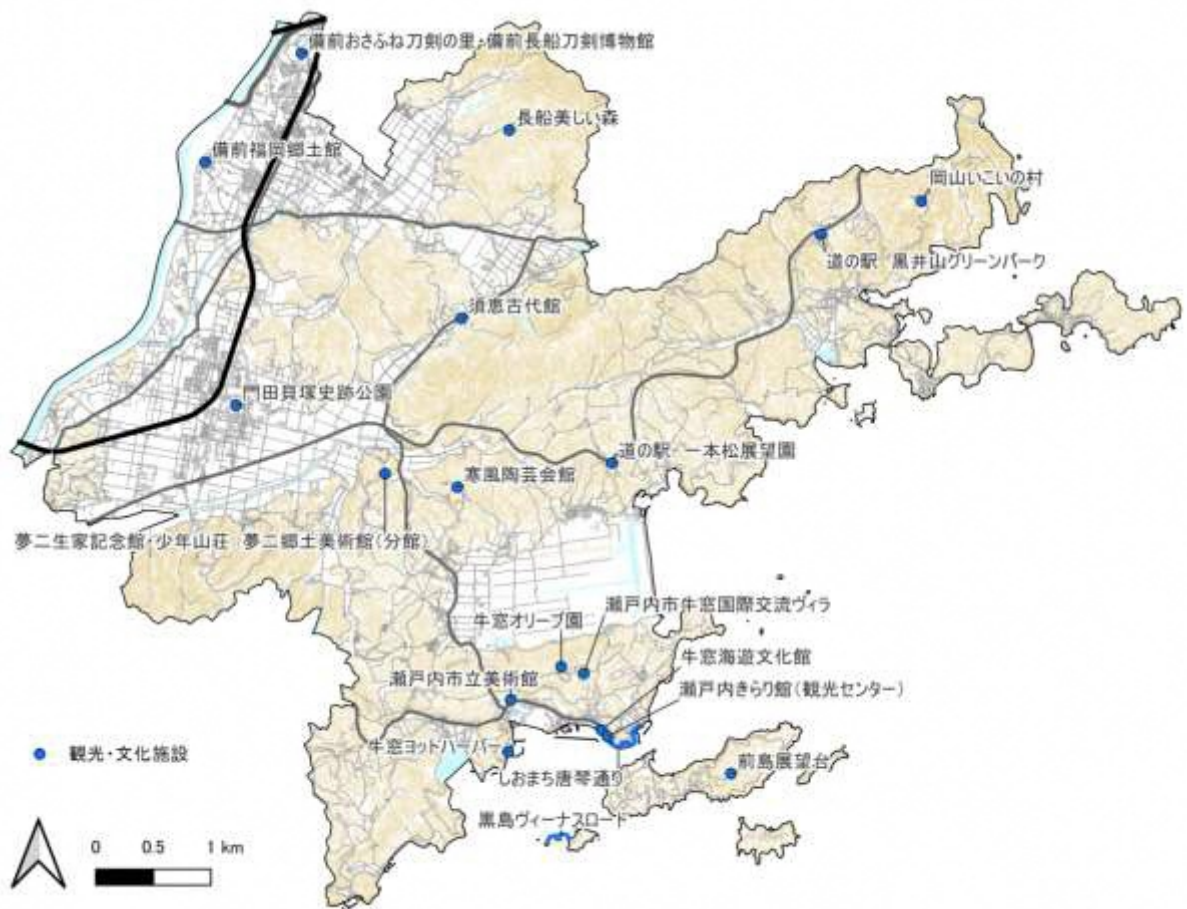 備前おさふね刀剣の里・備前長船刀剣博物館
長船美しい森
備前福岡郷土館
岡山いこいの村
道の駅 黒井山グリーンパーク
須恵古代館
門田貝塚史跡公園
道の駅 一本松展望園
寒風陶芸会館
夢二生家記念館・少年山荘 夢二郷土美術館(分館)
瀬戸内市牛窓国際交流ヴィラ
牛窓オリーブ園
牛窓海遊文化館
瀬戸内市立美術館
瀬戸内きらり館(観光センター)
牛窓ヨットハーバー
観光・文化施設
前島展望台
しおまち唐琴通り
黒島ヴィーナスロード
0 0.5 1 km